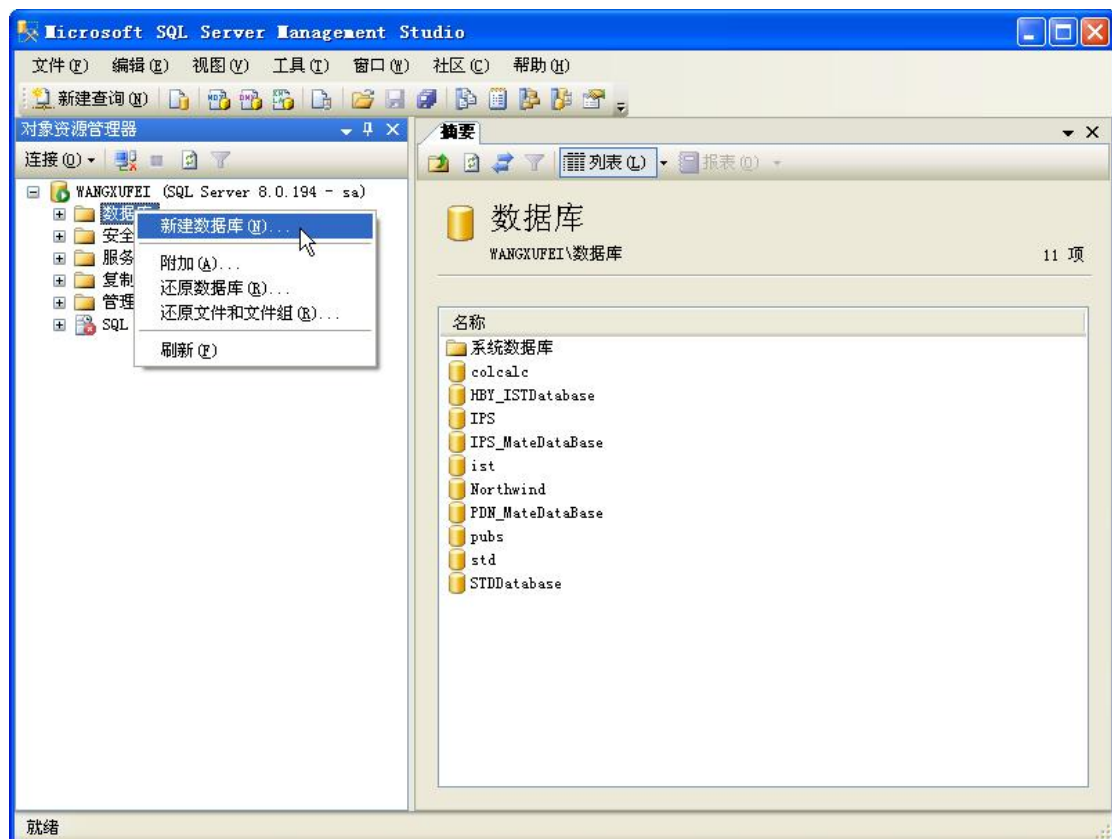 Microsoft SQL Server Management Studio
文件(F) 编辑(E) 视图(V) 工具(T) 窗口(W) 社区(C) 帮助(H)
新建查询(N)
对象资源管理器
连接(O)
WANGXUFEI (SQL Server 8.0.194 - sa)
数据
安全
服务
复制
管理
SQL
新建数据库(N)...
附加(A)...
还原数据库(R)...
还原文件和文件组(R)...
刷新(F)
摘要
列表(L) 报表(O)
数据库
WANGXUFEI\数据库 11 项
名称
系统数据库
colcalc
HBY_ISTDatabase
IPS
IPS_MateDataBase
ist
Northwind
PDN_MateDataBase
pubs
std
STDDatabase
就绪